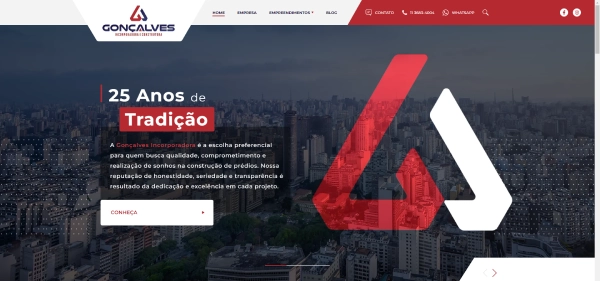 GONÇALVES
INCORPORADORA E CONSTRUTORA
HOME
EMPRESA
EMPREENDIMENTOS
BLOG
CONTATO
WHATSAPP
25 Anos de
Tradição
A Gonçalves Incorporadora é a escolha preferencial
para quem busca qualidade, comprometimento e
realização de sonhos na construção de prédios. Nossa
reputação de honestidade, seriedade e transparência é
resultado da dedicação e excelência em cada projeto.
CONHEÇA +